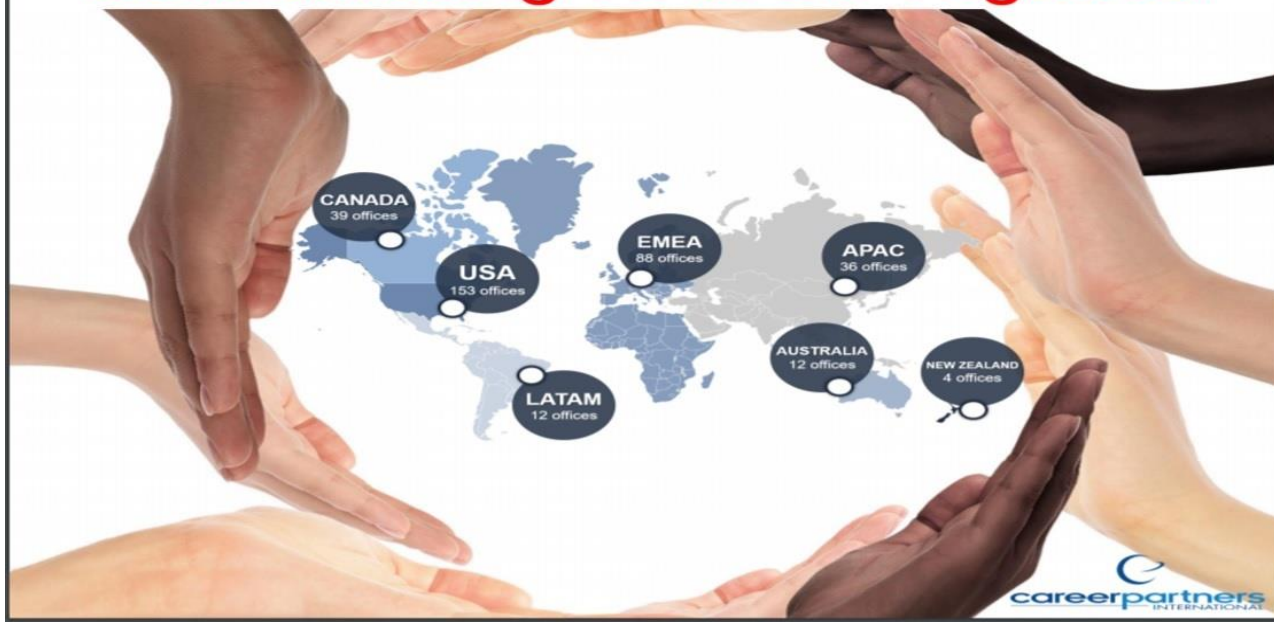 CANADA
39 offices
USA
153 offices
EMEA
88 offices
APAC
36 offices
LATAM
12 offices
AUSTRALIA
12 offices
NEW ZEALAND
4 offices
careerpartners
INTERNATIONAL